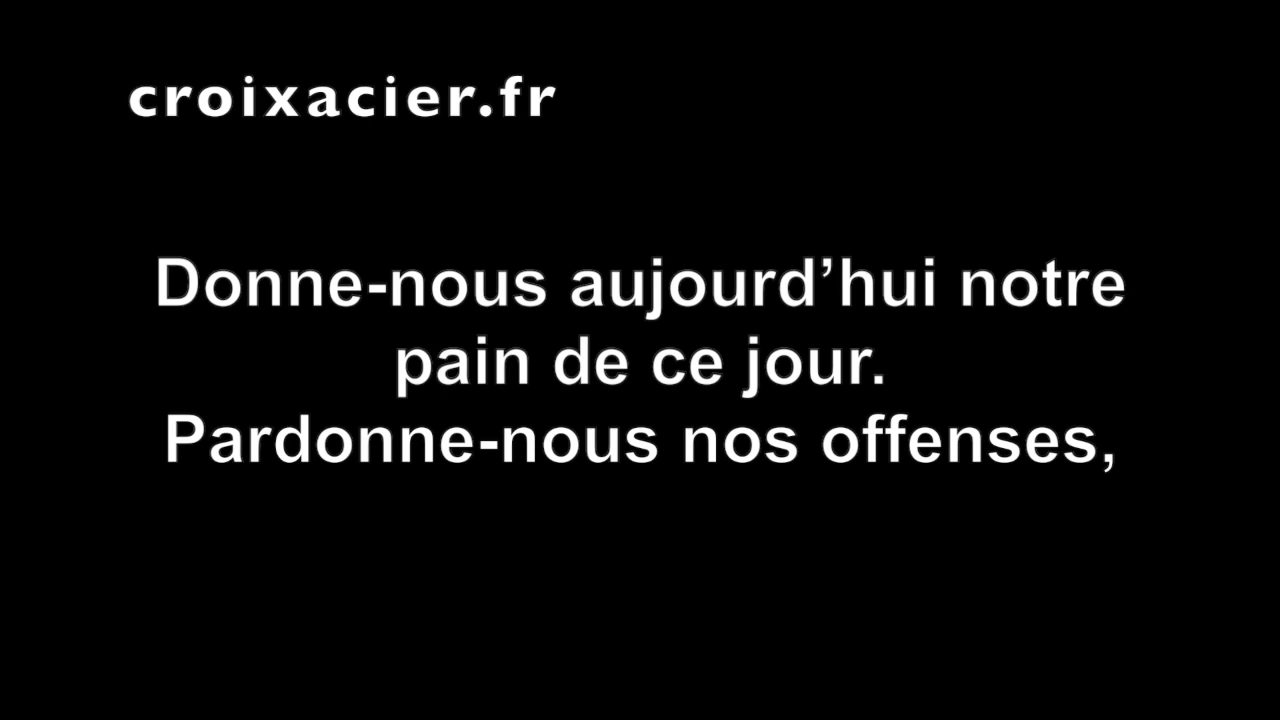 croixacier.fr
Donne-nous aujourd’hui notre
pain de ce jour.
Pardonne-nous nos offenses,